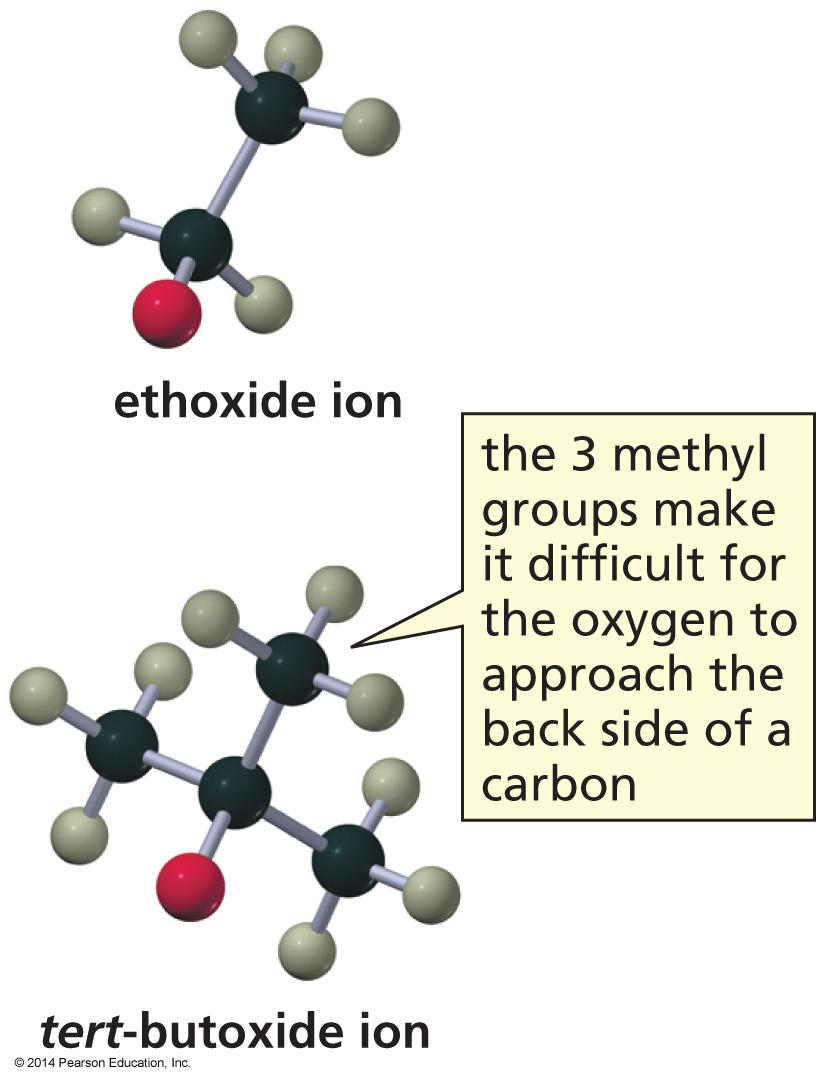 ethoxide ion
the 3 methyl
groups make
it difficult for
the oxygen to
approach the
back side of a
carbon
tert-butoxide ion
© 2014 Pearson Education, Inc.